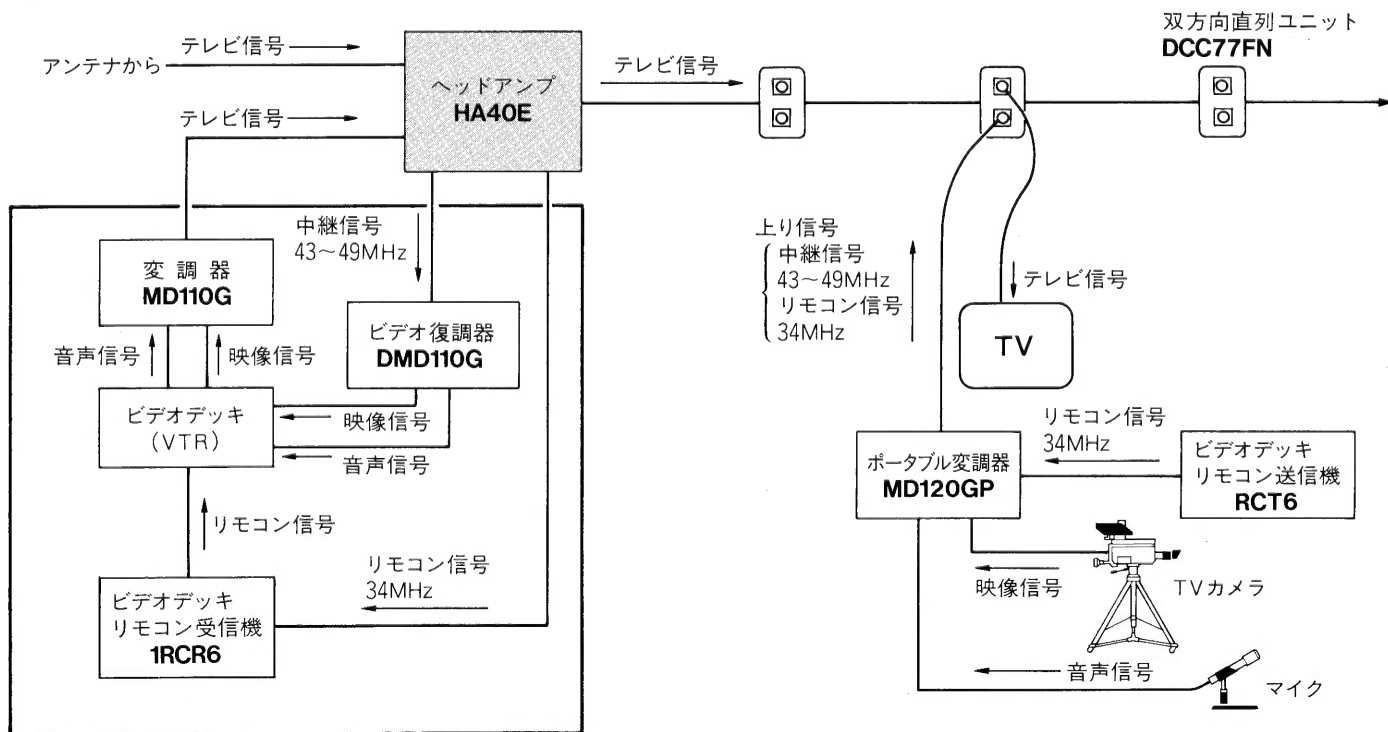 双方向直列ユニット
DCC77FN
アンテナから
テレビ信号
テレビ信号
ヘッドアンプ
HA40E
テレビ信号
中継信号
43〜49MHz
変調器
MD110G
音声信号
映像信号
ビデオ復調器
DMD110G
ビデオデッキ
(VTR)
映像信号
音声信号
リモコン信号
リモコン信号
34MHz
ビデオデッキ
リモコン受信機
1RCR6
上り信号
中継信号
43〜49MHz
リモコン信号
34MHz
テレビ信号
TV
ポータブル変調器
MD120GP
リモコン信号
34MHz
ビデオデッキ
リモコン送信機
RCT6
映像信号
TVカメラ
音声信号
マイク